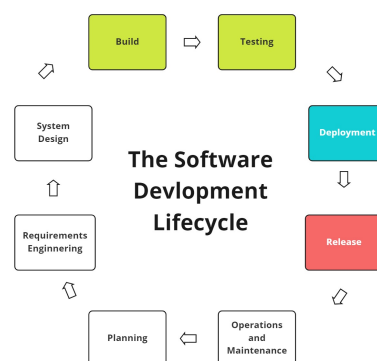 Build
Testing
System
Design
Deployment
The Software
Devlopment
Lifecycle
Requirements
Enginnering
Release
Planning
Operations
and
Maintenance